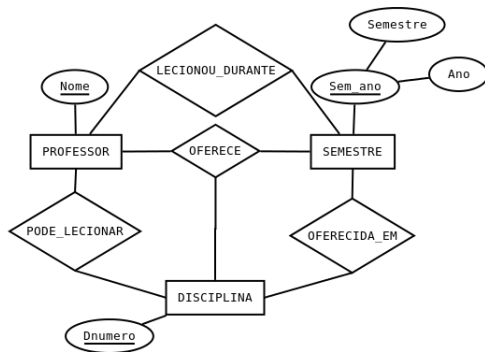 Semestre
LECIONOU_DURANTE
Nome
Sem_ano
Ano
PROFESSOR
OFERECE
SEMESTRE
PODE_LECIONAR
OFERECIDA_EM
DISCIPLINA
Dnumero